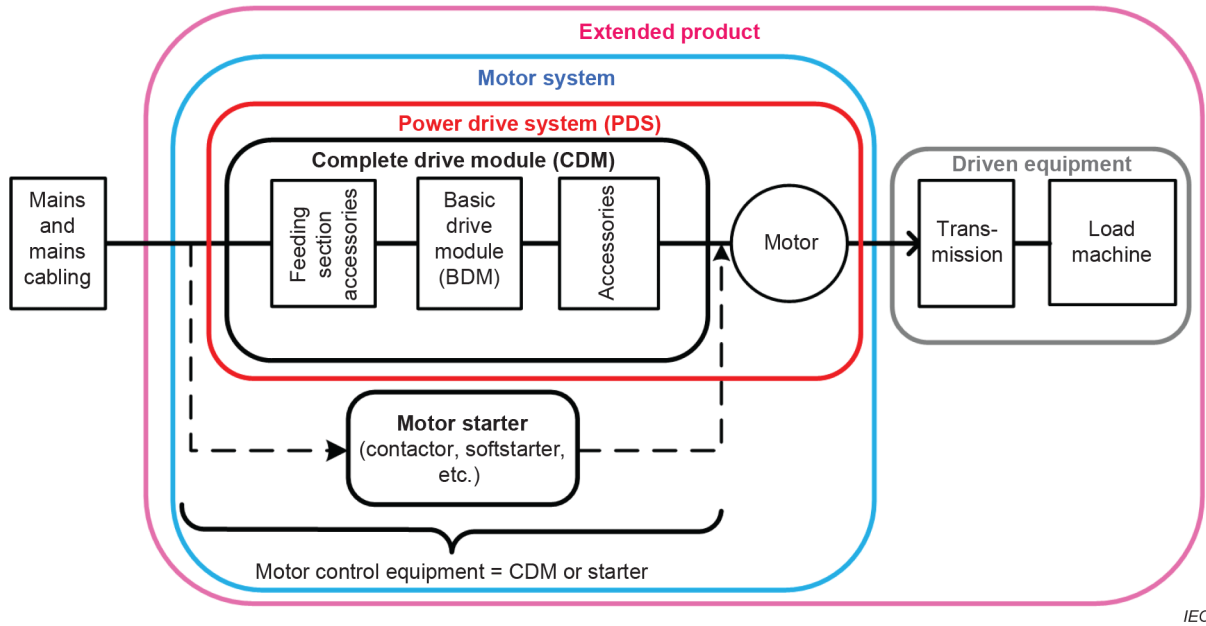 Extended product
Motor system
Power drive system (PDS)
Complete drive module (CDM)
Driven equipment
Mains
and
mains
cabling
Feeding
section
accessories
Basic
drive
module
(BDM)
Accessories
Motor
Trans-
mission
Load
machine
Motor starter
(contactor, softstarter,
etc.)
Motor control equipment = CDM or starter
IEC